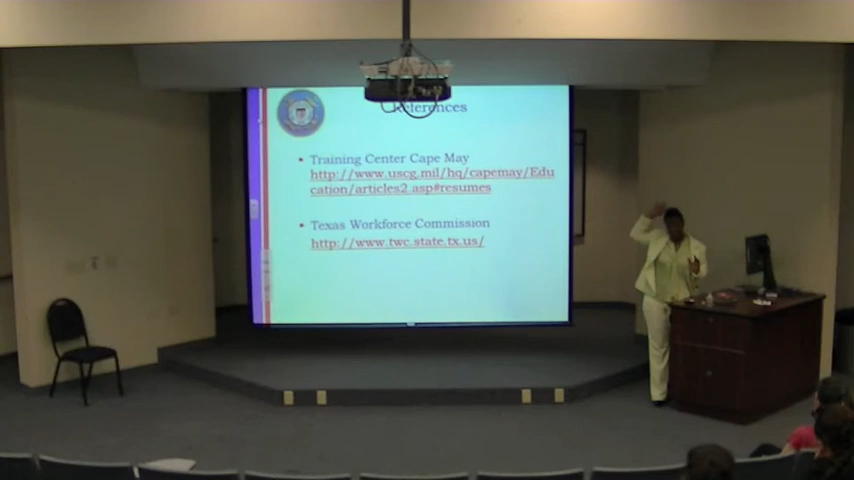 References
• Training Center Cape May
http://www.uscg.mil/hq/capemay/Edu
cation/articles2.asp#resumes
• Texas Workforce Commission
http://www.twc.state.tx.us/